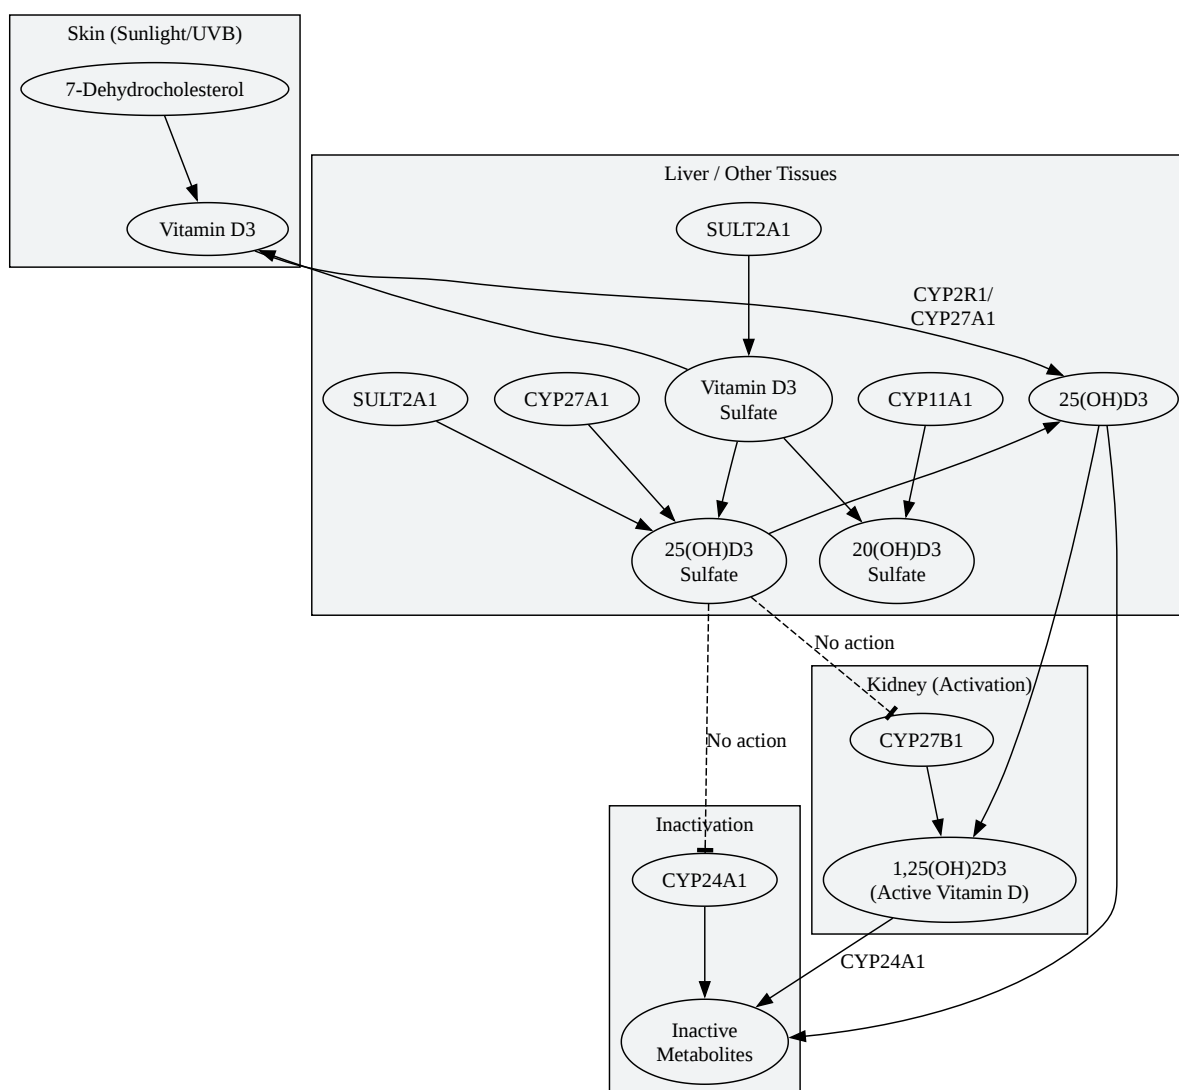 Skin (Sunlight/UVB)
7-Dehydrocholesterol
Vitamin D3
Liver / Other Tissues
SULT2A1
CYP2R1/
CYP27A1
SULT2A1
CYP27A1
Vitamin D3
Sulfate
CYP11A1
25(OH)D3
25(OH)D3
Sulfate
20(OH)D3
Sulfate
No action
Kidney (Activation)
CYP27B1
No action
Inactivation
CYP24A1
1,25(OH)2D3
(Active Vitamin D)
CYP24A1
Inactive
Metabolites